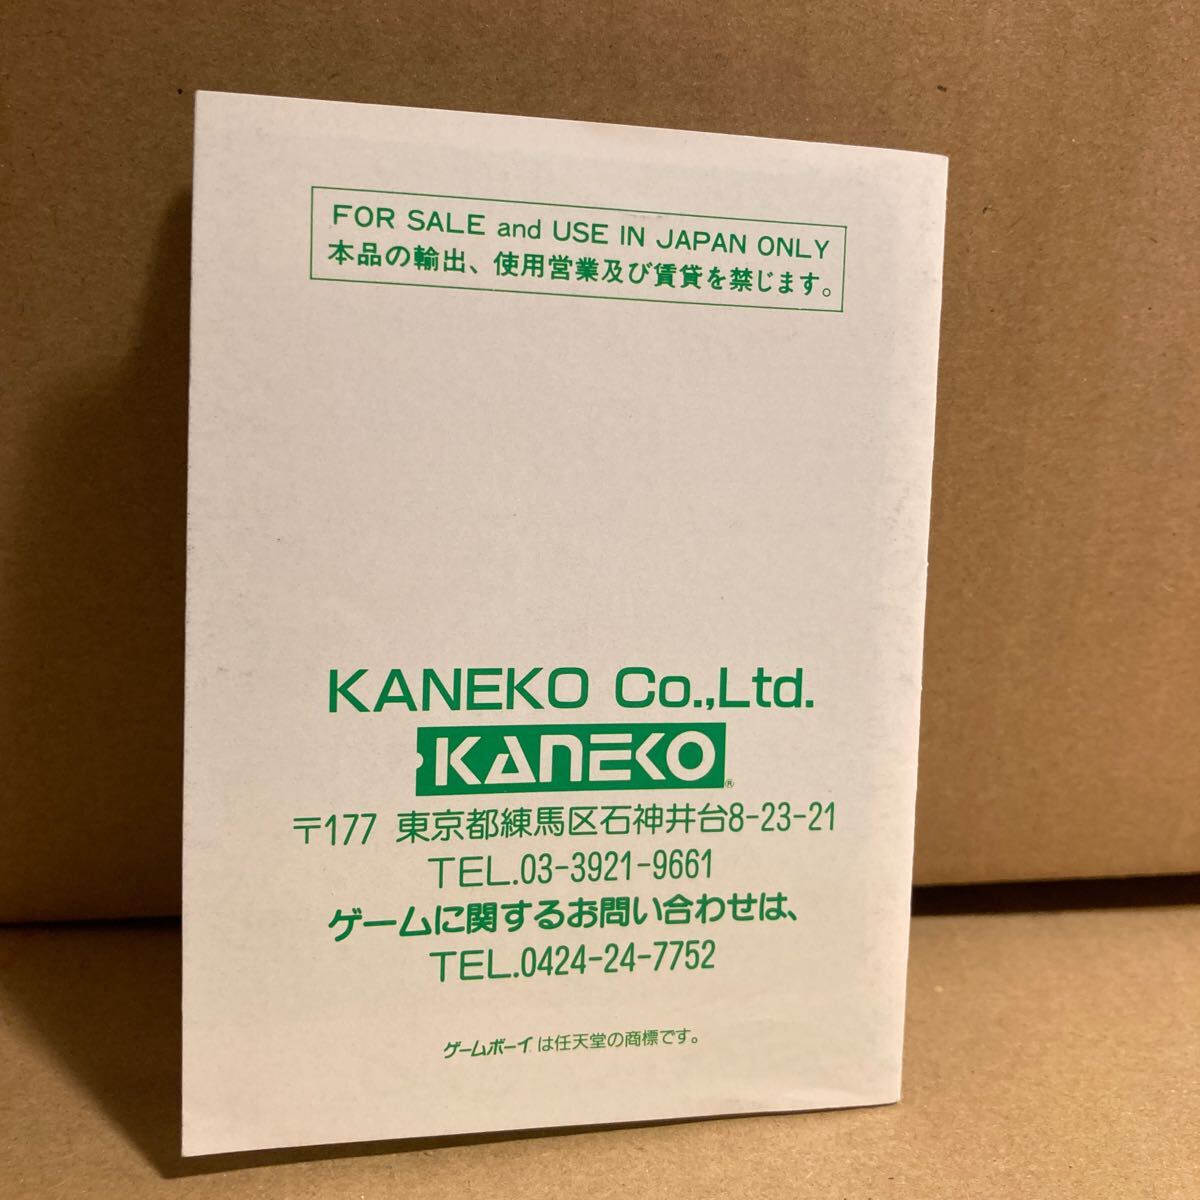 FOR SALE and USE IN JAPAN ONLY
本品の輸出、使用営業及び賃貸を禁じます。
KANEKO Co.,Ltd.
KANEKO®
〒177 東京都練馬区石神井台8-23-21
TEL.03-3921-9661
ゲームに関するお問い合わせは、
TEL.0424-24-7752
ゲームボーイは任天堂の商標です。